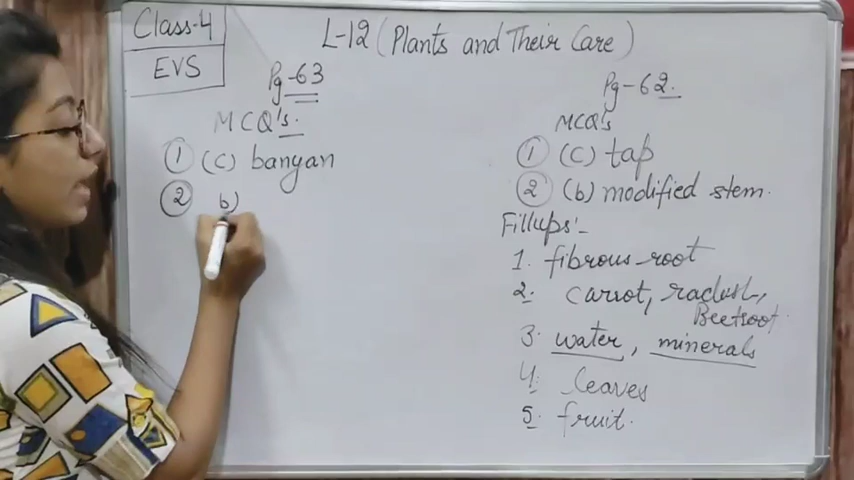 Class-4
EVS
L-12 (Plants and Their Care)
Pg-63
MCQ's.
1 (c) banyan
2 b)
Pg-62.
MCQ's
1 (c) tap
2 (b) modified stem.
Fillups:-
1. fibrous root
2. carrot, radish,
Beetroot.
3. water, minerals
4. leaves
5. fruit.